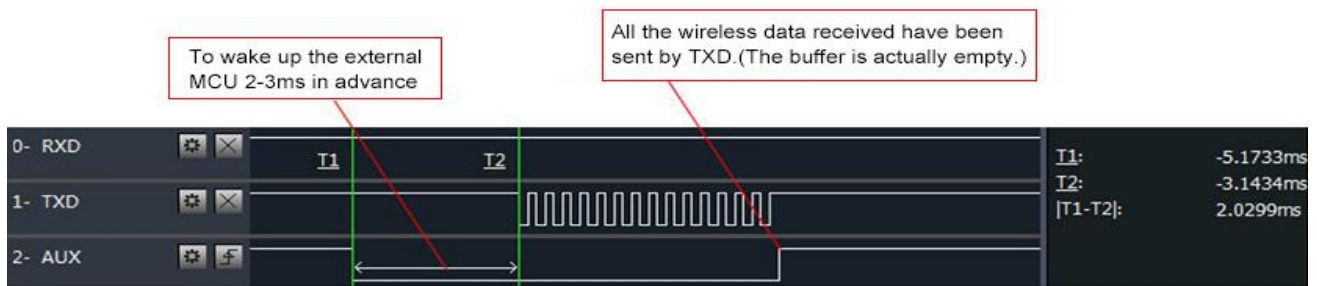 To wake up the external
MCU 2-3ms in advance
All the wireless data received have been
sent by TXD.(The buffer is actually empty.)
0- RXD
T1
T2
T1: -5.1733ms
T2: -3.1434ms
|T1-T2|: 2.0299ms
1- TXD
2- AUX